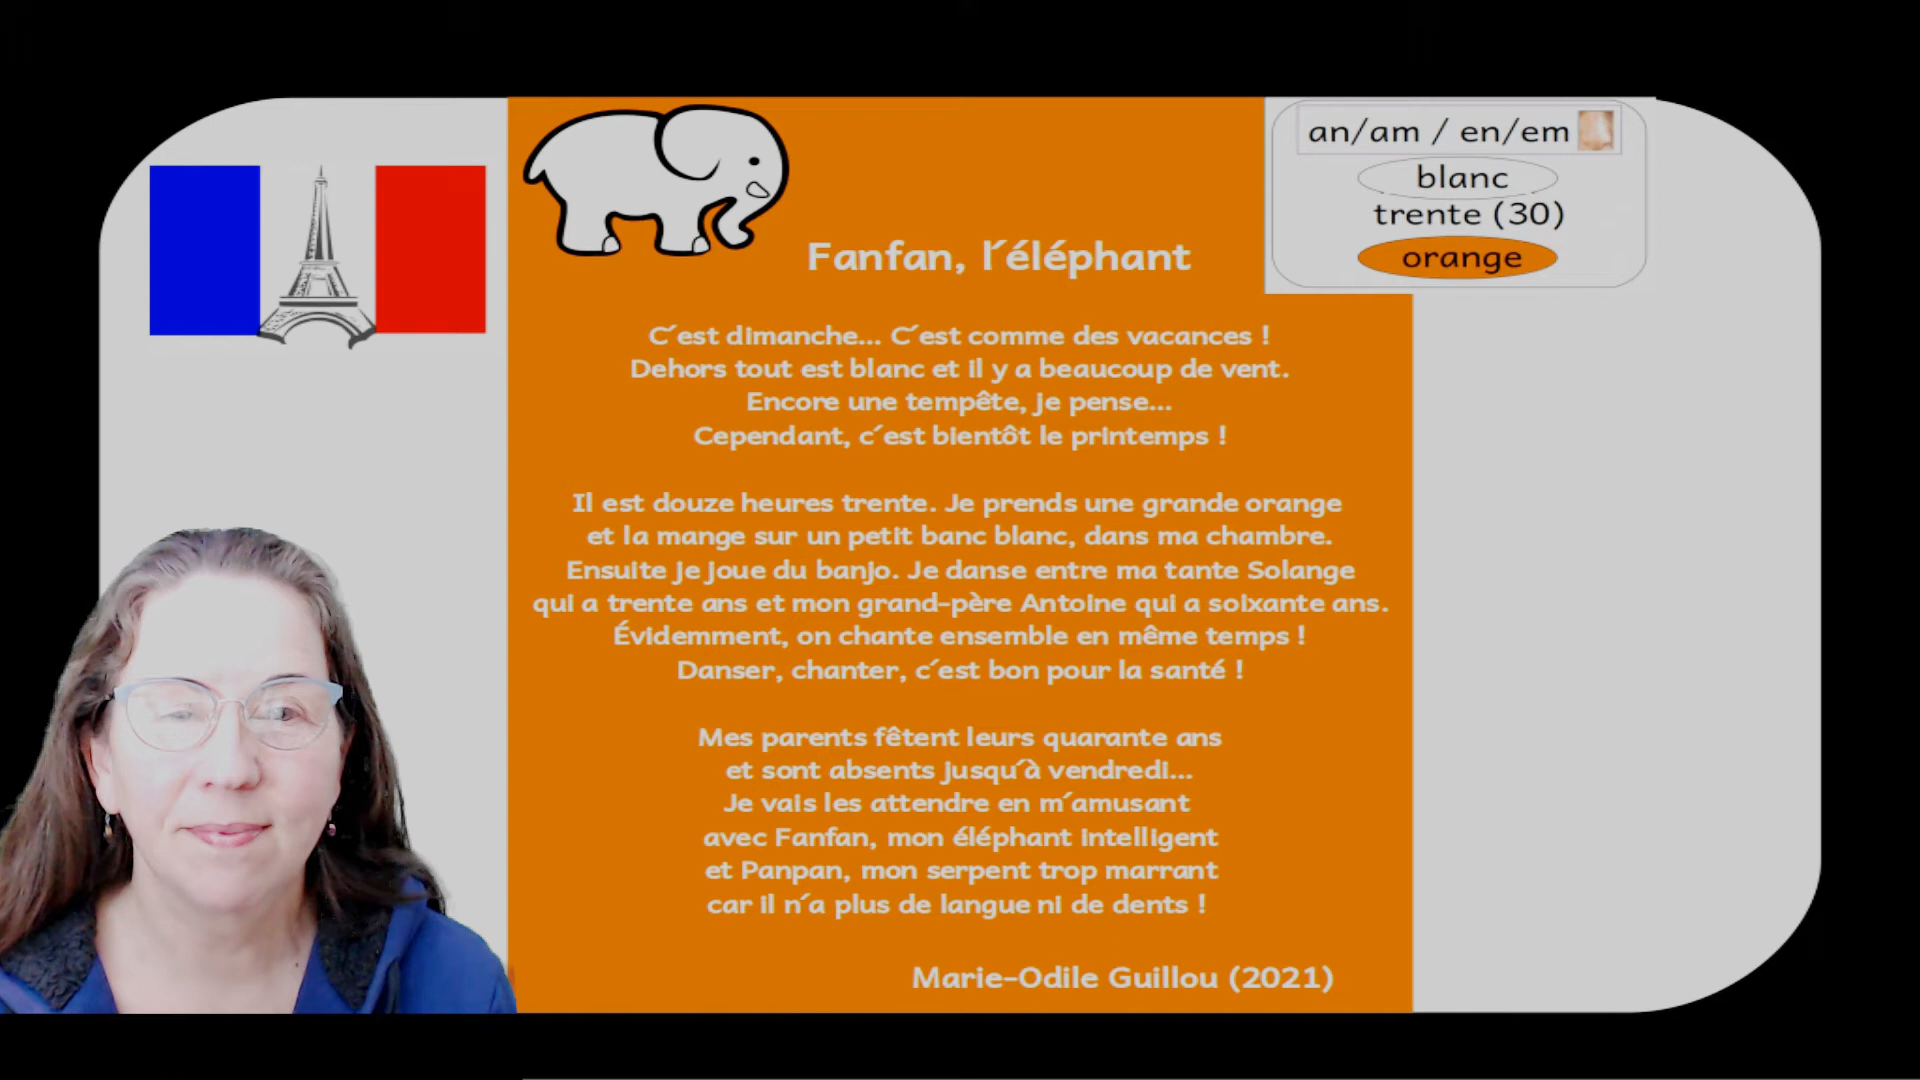 an/am / en/em
blanc
trente (30)
orange
Fanfan, l´éléphant
C´est dimanche... C´est comme des vacances !
Dehors tout est blanc et il y a beaucoup de vent.
Encore une tempête, je pense...
Cependant, c´est bientôt le printemps !
Il est douze heures trente. Je prends une grande orange
et la mange sur un petit banc blanc, dans ma chambre.
Ensuite je joue du banjo. Je danse entre ma tante Solange
qui a trente ans et mon grand-père Antoine qui a soixante ans.
Évidemment, on chante ensemble en même temps !
Danser, chanter, c´est bon pour la santé !
Mes parents fêtent leurs quarante ans
et sont absents jusqu´à vendredi...
Je vais les attendre en m´amusant
avec Fanfan, mon éléphant intelligent
et Panpan, mon serpent trop marrant
car il n´a plus de langue ni de dents !
Marie-Odile Guillou (2021)